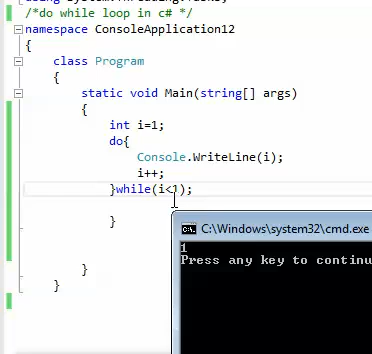 /*do while loop in c# */
namespace ConsoleApplication12
{
class Program
{
static void Main(string[] args)
{
int i=1;
do{
Console.WriteLine(i);
i++;
}while(i<1);
}
}
}
C:\Windows\system32\cmd.exe
1
Press any key to continu